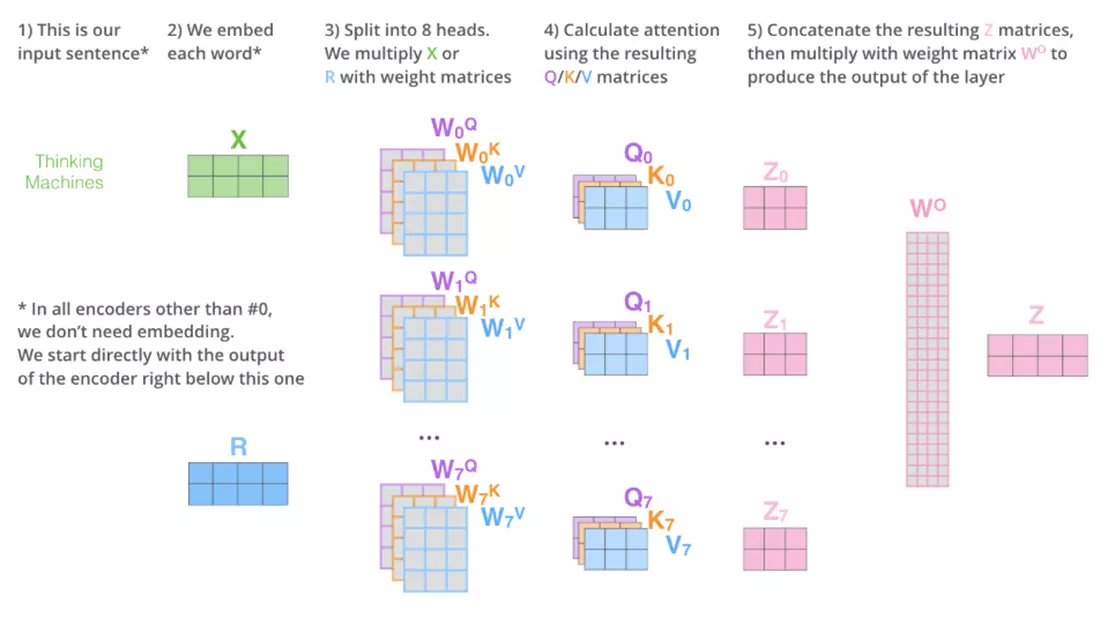 1) This is our
input sentence*
2) We embed
each word*
3) Split into 8 heads.
We multiply X or
R with weight matrices
4) Calculate attention
using the resulting
Q/K/V matrices
5) Concatenate the resulting Z matrices,
then multiply with weight matrix Wᴼ to
produce the output of the layer
Thinking
Machines
X
W₀Q
W₀K
W₀V
Q₀
K₀
V₀
Z₀
Wᴼ
* In all encoders other than #0,
we don’t need embedding.
We start directly with the output
of the encoder right below this one
W₁Q
W₁K
W₁V
Q₁
K₁
V₁
Z₁
Z
...
...
...
R
W₇Q
W₇K
W₇V
Q₇
K₇
V₇
Z₇